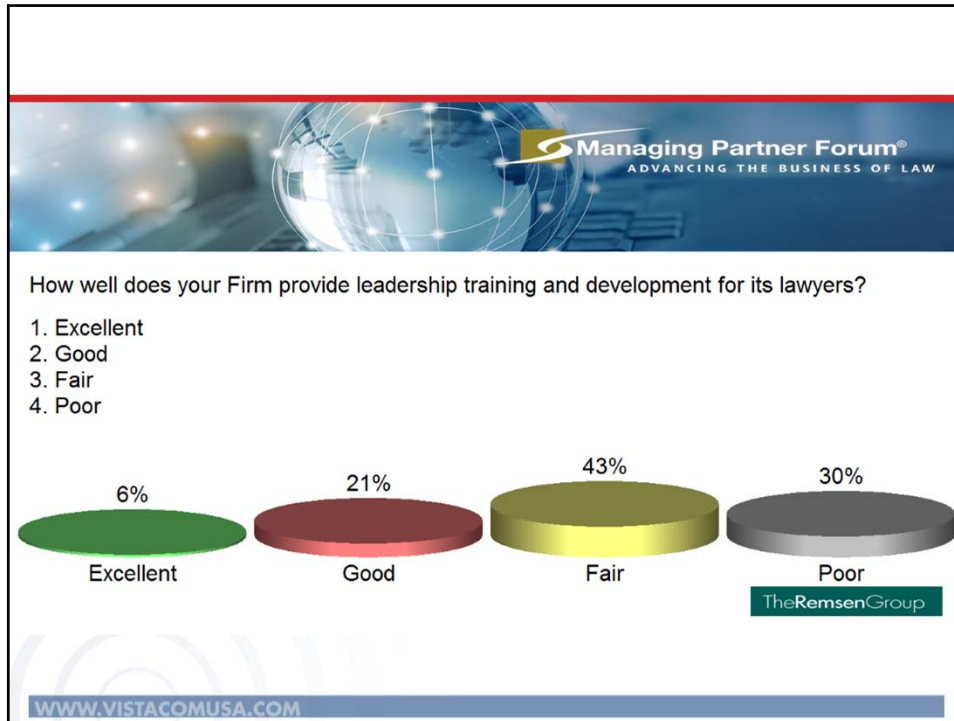 Managing Partner Forum®
ADVANCING THE BUSINESS OF LAW
How well does your Firm provide leadership training and development for its lawyers?
1. Excellent
2. Good
3. Fair
4. Poor
6%
21%
43%
30%
Excellent
Good
Fair
Poor
TheRemsenGroup
WWW.VISTACOMUSA.COM